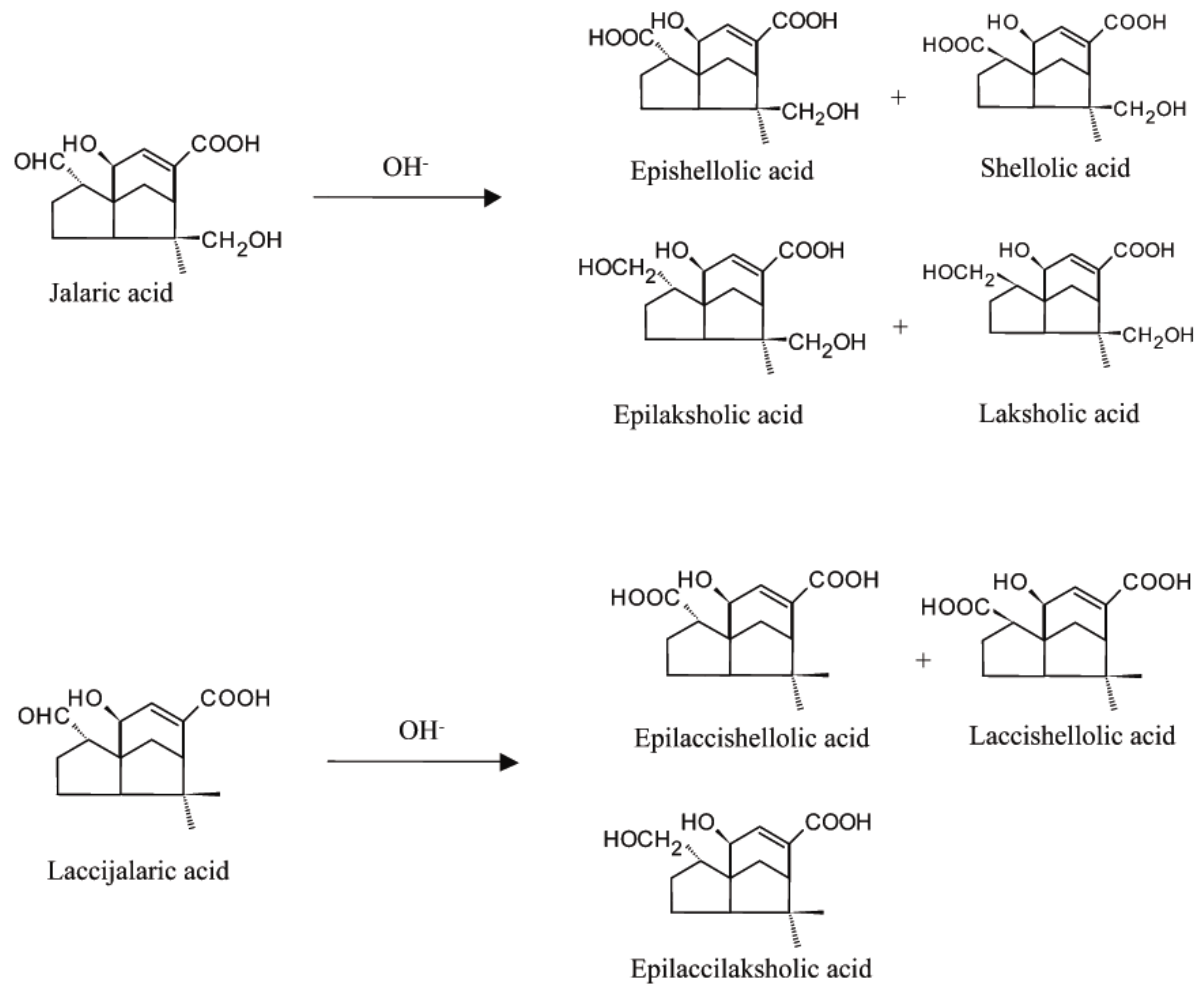 HOOC HO COOH
CH₂OH
Epishellolic acid
+
HOOC HO COOH
CH₂OH
Shellolic acid
OHC HO COOH
CH₂OH
Jalaric acid
OH⁻
HOCH₂ HO COOH
CH₂OH
Epilaksholic acid
+
HOCH₂ HO COOH
CH₂OH
Laksholic acid
HOOC HO COOH
Epilaccishellolic acid
+
HOOC HO COOH
Laccishellolic acid
OHC HO COOH
Laccijalaric acid
OH⁻
HOCH₂ HO COOH
Epilaccilaksholic acid